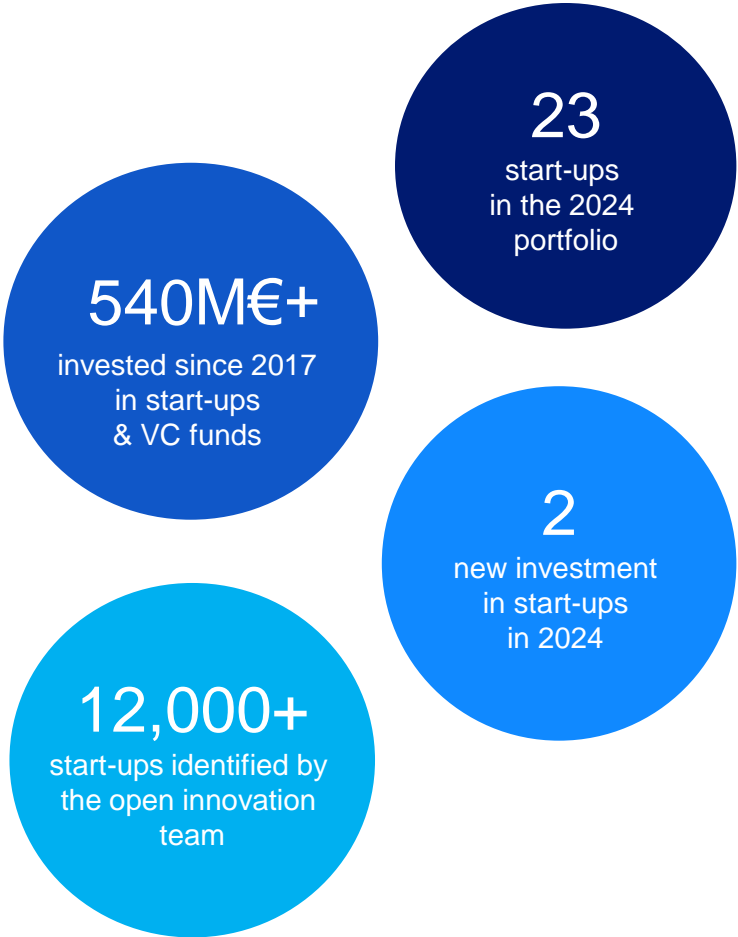 23
start-ups
in the 2024
portfolio
540M€+
invested since 2017
in start-ups
& VC funds
2
new investment
in start-ups
in 2024
12,000+
start-ups identified by
the open innovation
team